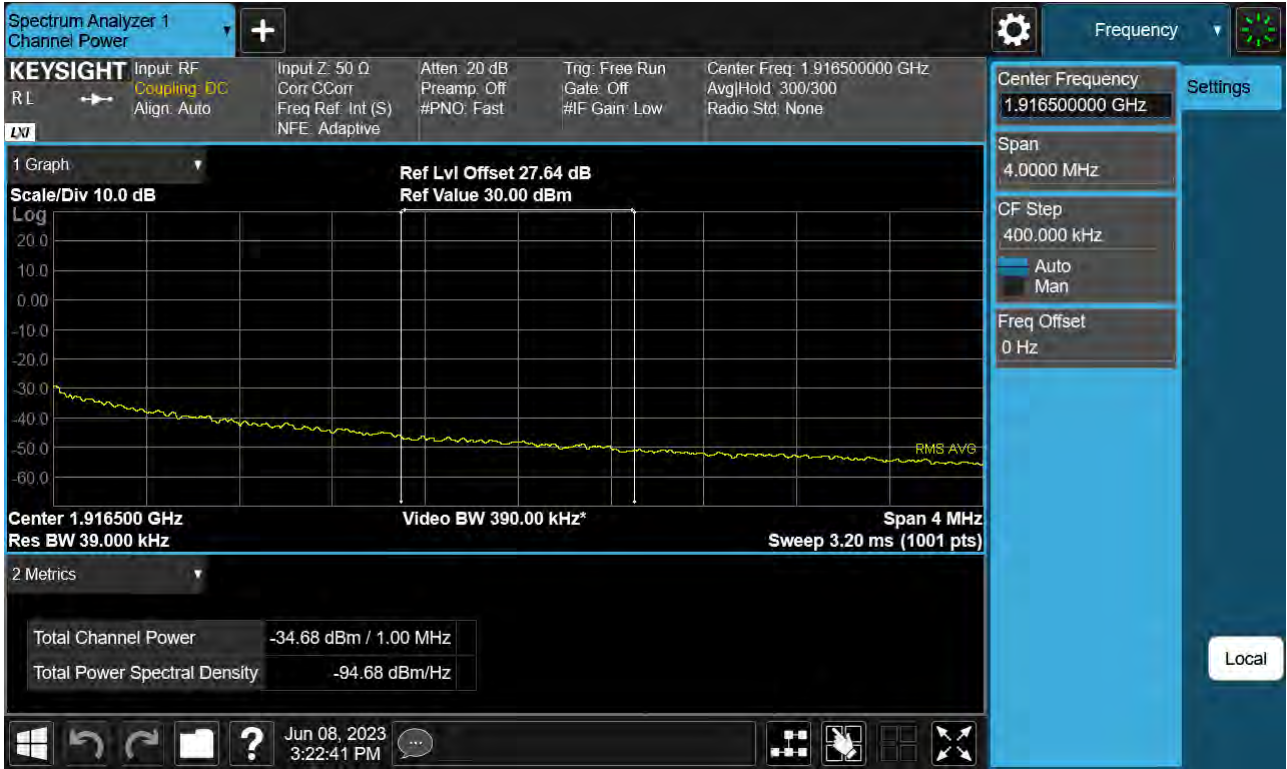 Spectrum Analyzer 1
Channel Power
Frequency
KEYSIGHT
R L
LXI
Input: RF
Coupling: DC
Align: Auto
Input Z: 50 Ω
Corr CCorr
Freq Ref: Int (S)
NFE: Adaptive
Atten: 20 dB
Preamp: Off
#PNO: Fast
Trig: Free Run
Gate: Off
#IF Gain: Low
Center Freq: 1.916500000 GHz
Avg|Hold: 300/300
Radio Std: None
Center Frequency
1.916500000 GHz
Settings
Span
4.0000 MHz
CF Step
400.000 kHz
Auto
Man
Freq Offset
0 Hz
Local
1 Graph
Scale/Div 10.0 dB
Ref Lvl Offset 27.64 dB
Ref Value 30.00 dBm
Log
20.0
10.0
0.00
-10.0
-20.0
-30.0
-40.0
-50.0
-60.0
RMS AVG
Center 1.916500 GHz
Video BW 390.00 kHz*
Span 4 MHz
Res BW 39.000 kHz
Sweep 3.20 ms (1001 pts)
2 Metrics
Total Channel Power -34.68 dBm / 1.00 MHz
Total Power Spectral Density -94.68 dBm/Hz
?
Jun 08, 2023
3:22:41 PM